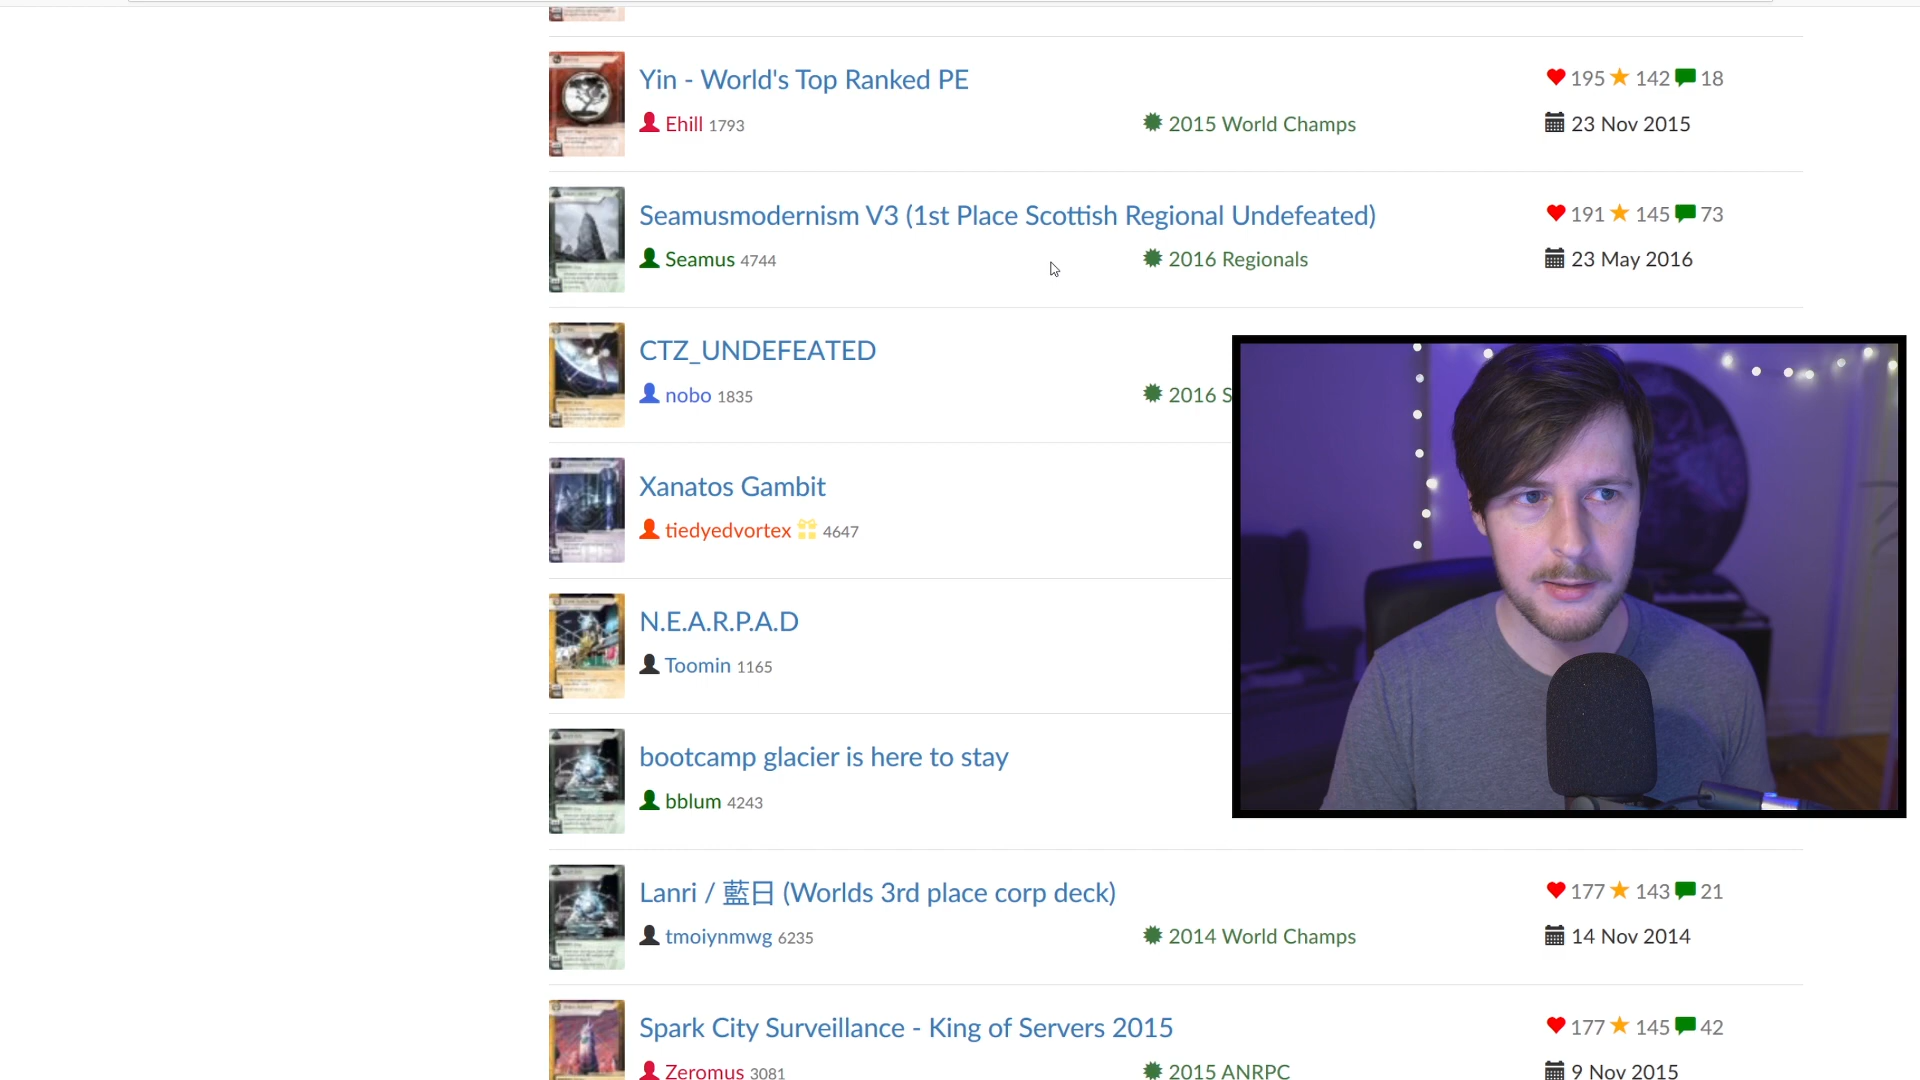 Yin - World's Top Ranked PE
195 142 18
Ehill 1793
2015 World Champs
23 Nov 2015
Seamusmodernism V3 (1st Place Scottish Regional Undefeated)
191 145 73
Seamus 4744
2016 Regionals
23 May 2016
CTZ_UNDEFEATED
nobo 1835
2016 S
Xanatos Gambit
tiedyedvortex 4647
N.E.A.R.P.A.D
Toomin 1165
bootcamp glacier is here to stay
bblum 4243
Lanri / 藍日 (Worlds 3rd place corp deck)
177 143 21
tmoiynmwg 6235
2014 World Champs
14 Nov 2014
Spark City Surveillance - King of Servers 2015
177 145 42
Zeromus 3081
2015 ANRPC
9 Nov 2015